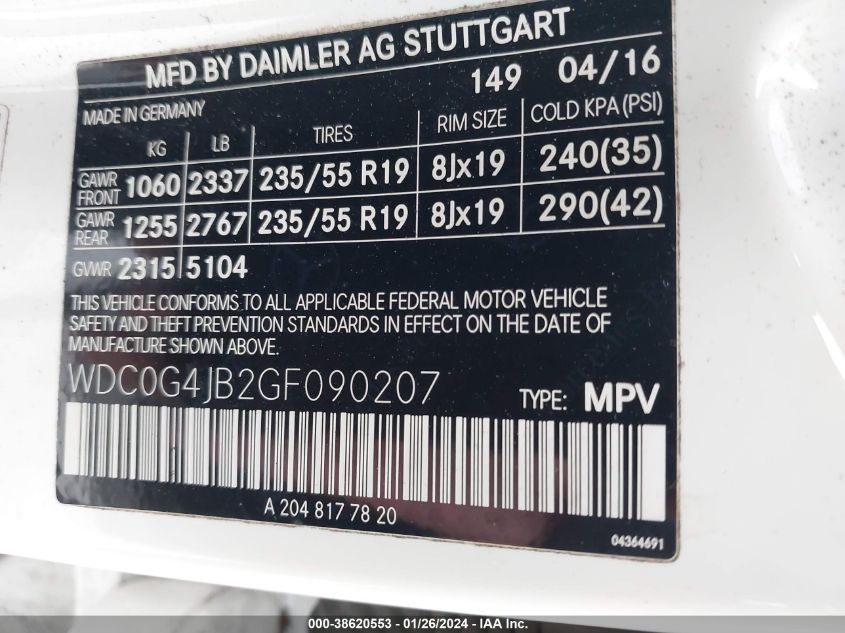 MFD BY DAIMLER AG STUTTGART
149 04/16
MADE IN GERMANY
KG LB TIRES RIM SIZE COLD KPA (PSI)
GAWR FRONT 1060 2337 235/55 R19 8Jx19 240(35)
GAWR REAR 1255 2767 235/55 R19 8Jx19 290(42)
GVWR 2315 5104
THIS VEHICLE CONFORMS TO ALL APPLICABLE FEDERAL MOTOR VEHICLE
SAFETY AND THEFT PREVENTION STANDARDS IN EFFECT ON THE DATE OF
MANUFACTURE SHOWN ABOVE.
WDC0G4JB2GF090207 TYPE: MPV
A 204 817 78 20
04364691
000-38620553 — 01/26/2024 — IAA Inc.